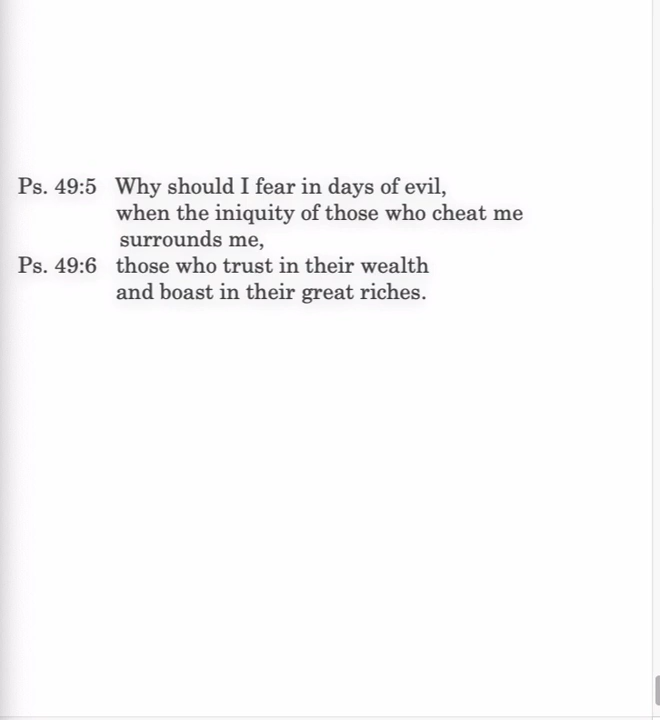 Ps. 49:5 Why should I fear in days of evil,
when the iniquity of those who cheat me
surrounds me,
Ps. 49:6 those who trust in their wealth
and boast in their great riches.